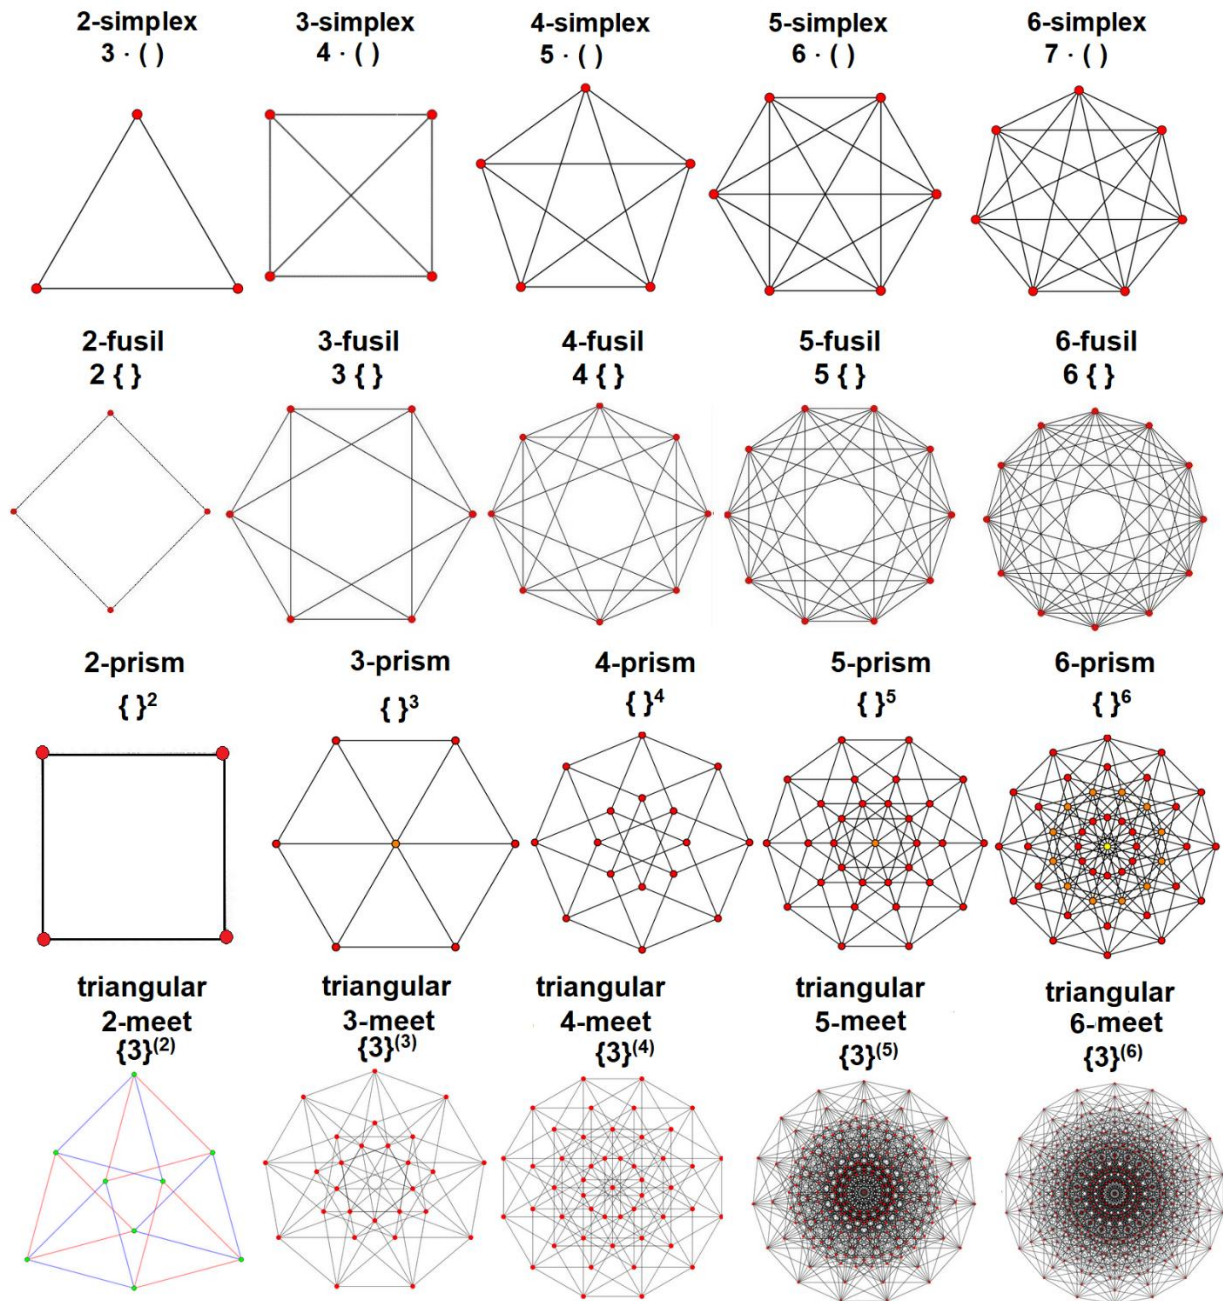 2-simplex
3 · ( )
3-simplex
4 · ( )
4-simplex
5 · ( )
5-simplex
6 · ( )
6-simplex
7 · ( )
2-fusil
2 { }
3-fusil
3 { }
4-fusil
4 { }
5-fusil
5 { }
6-fusil
6 { }
2-prism
{ }²
3-prism
{ }³
4-prism
{ }⁴
5-prism
{ }⁵
6-prism
{ }⁶
triangular
2-meet
{3}⁽²⁾
triangular
3-meet
{3}⁽³⁾
triangular
4-meet
{3}⁽⁴⁾
triangular
5-meet
{3}⁽⁵⁾
triangular
6-meet
{3}⁽⁶⁾